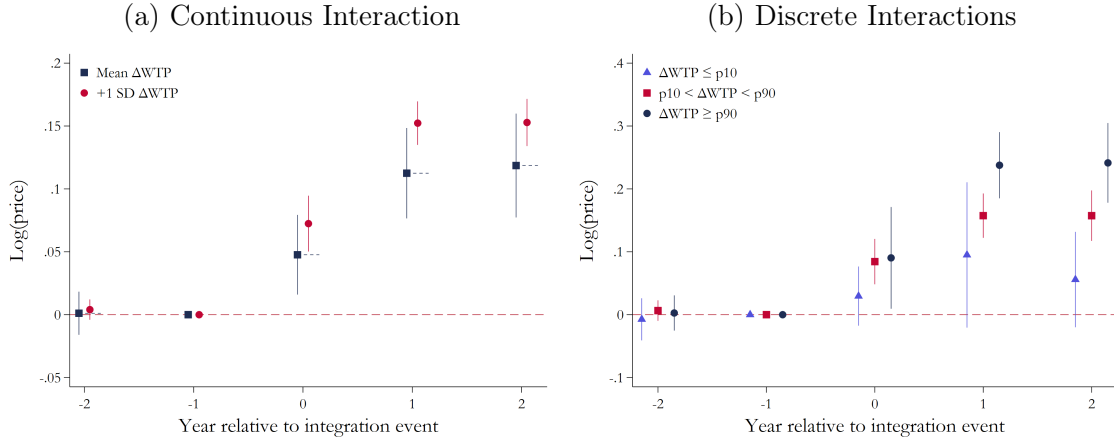 (a) Continuous Interaction
Log(price)
.2
.15
.1
.05
0
-.05
Mean ΔWTP
+1 SD ΔWTP
-2 -1 0 1 2
Year relative to integration event
(b) Discrete Interactions
Log(price)
.4
.3
.2
.1
0
-.1
ΔWTP ≤ p10
p10 < ΔWTP < p90
ΔWTP ≥ p90
-2 -1 0 1 2
Year relative to integration event